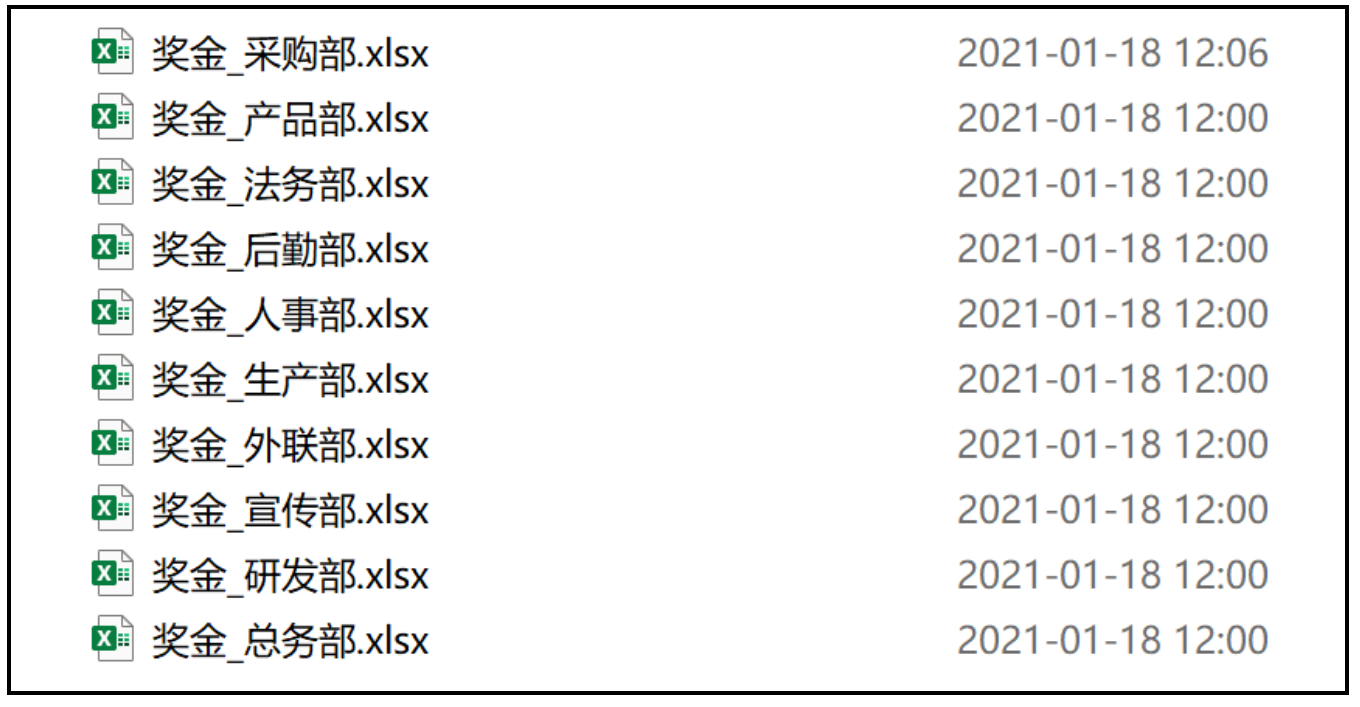 奖金_采购部.xlsx 2021-01-18 12:06
奖金_产品部.xlsx 2021-01-18 12:00
奖金_法务部.xlsx 2021-01-18 12:00
奖金_后勤部.xlsx 2021-01-18 12:00
奖金_人事部.xlsx 2021-01-18 12:00
奖金_生产部.xlsx 2021-01-18 12:00
奖金_外联部.xlsx 2021-01-18 12:00
奖金_宣传部.xlsx 2021-01-18 12:00
奖金_研发部.xlsx 2021-01-18 12:00
奖金_总务部.xlsx 2021-01-18 12:00